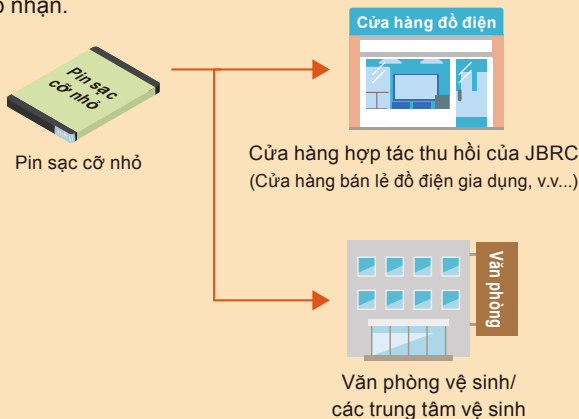 nhận.
Cửa hàng đồ điện
Pin sạc
cỡ nhỏ
Pin sạc cỡ nhỏ
Cửa hàng hợp tác thu hồi của JBRC
(Cửa hàng bán lẻ đồ điện gia dụng, v.v...)
Văn phòng
Văn phòng vệ sinh/
các trung tâm vệ sinh